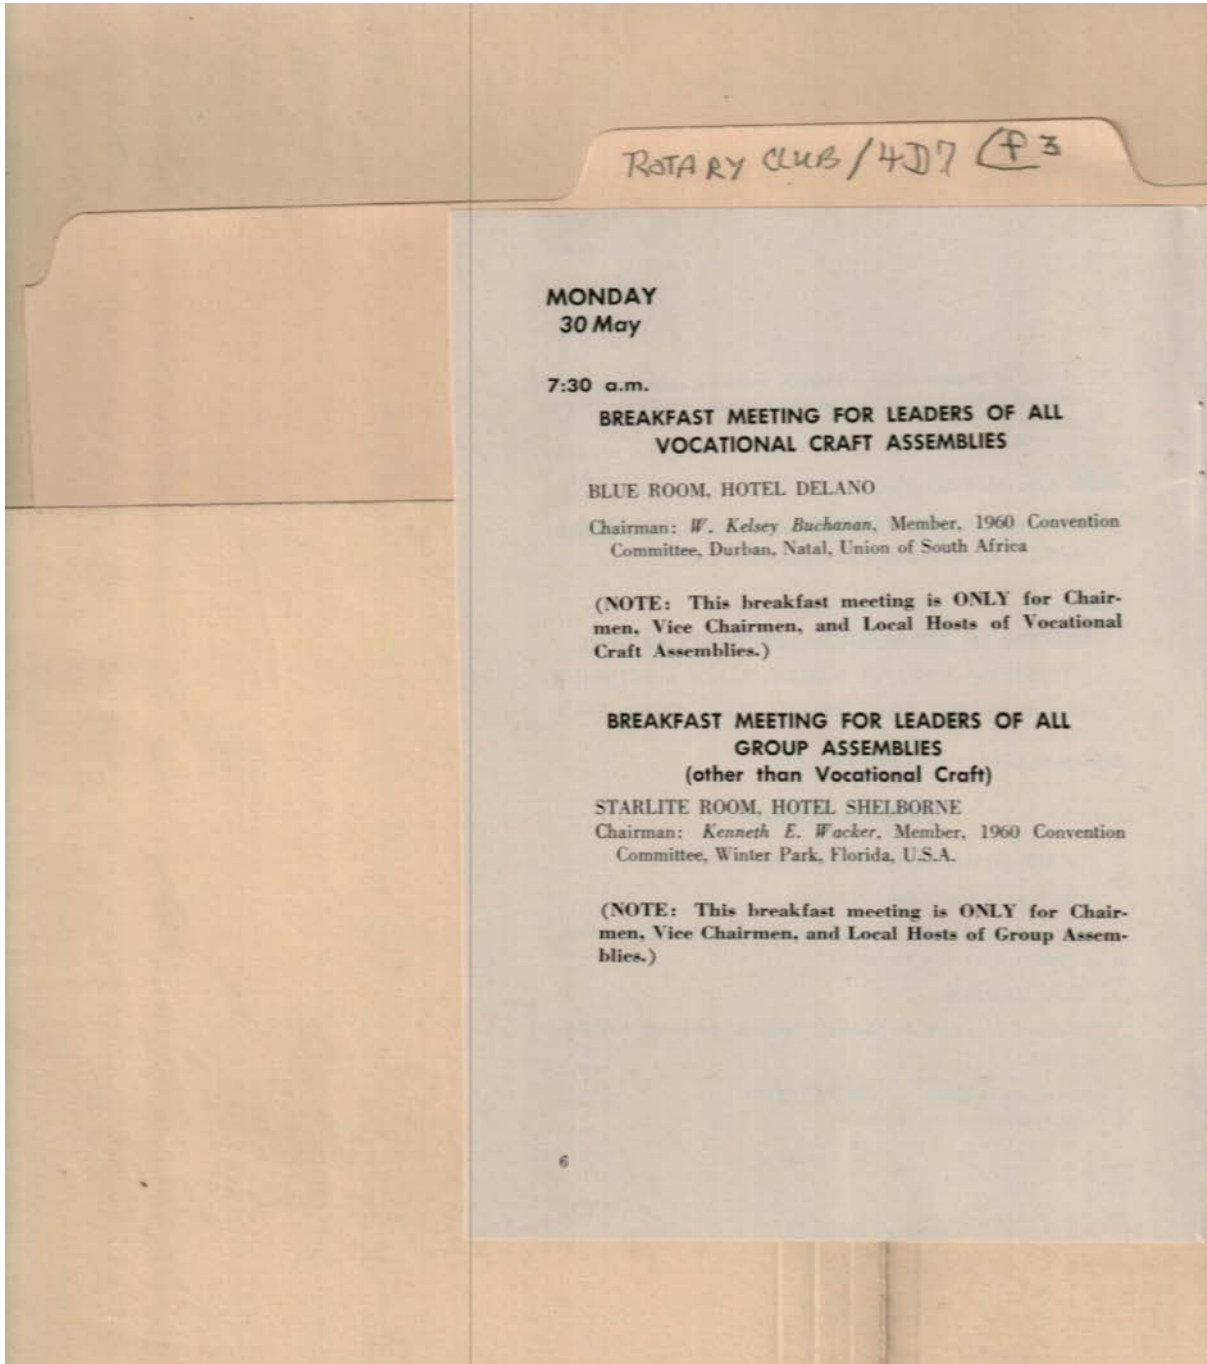 ROTARY CLUB / 4D7 f 3
MONDAY
30 May
7:30 a.m.
BREAKFAST MEETING FOR LEADERS OF ALL
VOCATIONAL CRAFT ASSEMBLIES
BLUE ROOM, HOTEL DELANO
Chairman: W. Kelsey Buchanan, Member, 1960 Convention
Committee, Durban, Natal, Union of South Africa
(NOTE: This breakfast meeting is ONLY for Chair-
men, Vice Chairmen, and Local Hosts of Vocational
Craft Assemblies.)
BREAKFAST MEETING FOR LEADERS OF ALL
GROUP ASSEMBLIES
(other than Vocational Craft)
STARLITE ROOM, HOTEL SHELBORNE
Chairman: Kenneth E. Wacker, Member, 1960 Convention
Committee, Winter Park, Florida, U.S.A.
(NOTE: This breakfast meeting is ONLY for Chair-
men, Vice Chairmen, and Local Hosts of Group Assem-
blies.)
6